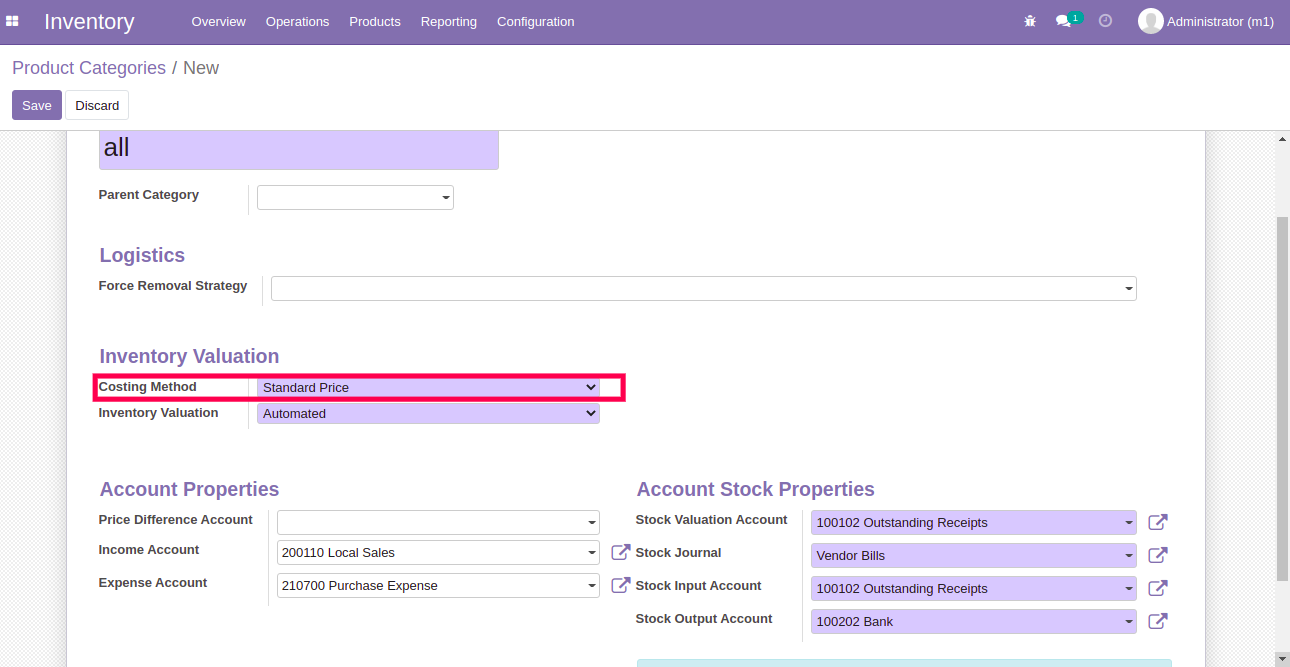 Inventory
Overview Operations Products Reporting Configuration
1
Administrator (m1)
Product Categories / New
Save Discard
all
Parent Category
Logistics
Force Removal Strategy
Inventory Valuation
Costing Method Standard Price
Inventory Valuation Automated
Account Properties
Price Difference Account
Income Account 200110 Local Sales
Expense Account 210700 Purchase Expense
Account Stock Properties
Stock Valuation Account 100102 Outstanding Receipts
Stock Journal Vendor Bills
Stock Input Account 100102 Outstanding Receipts
Stock Output Account 100202 Bank